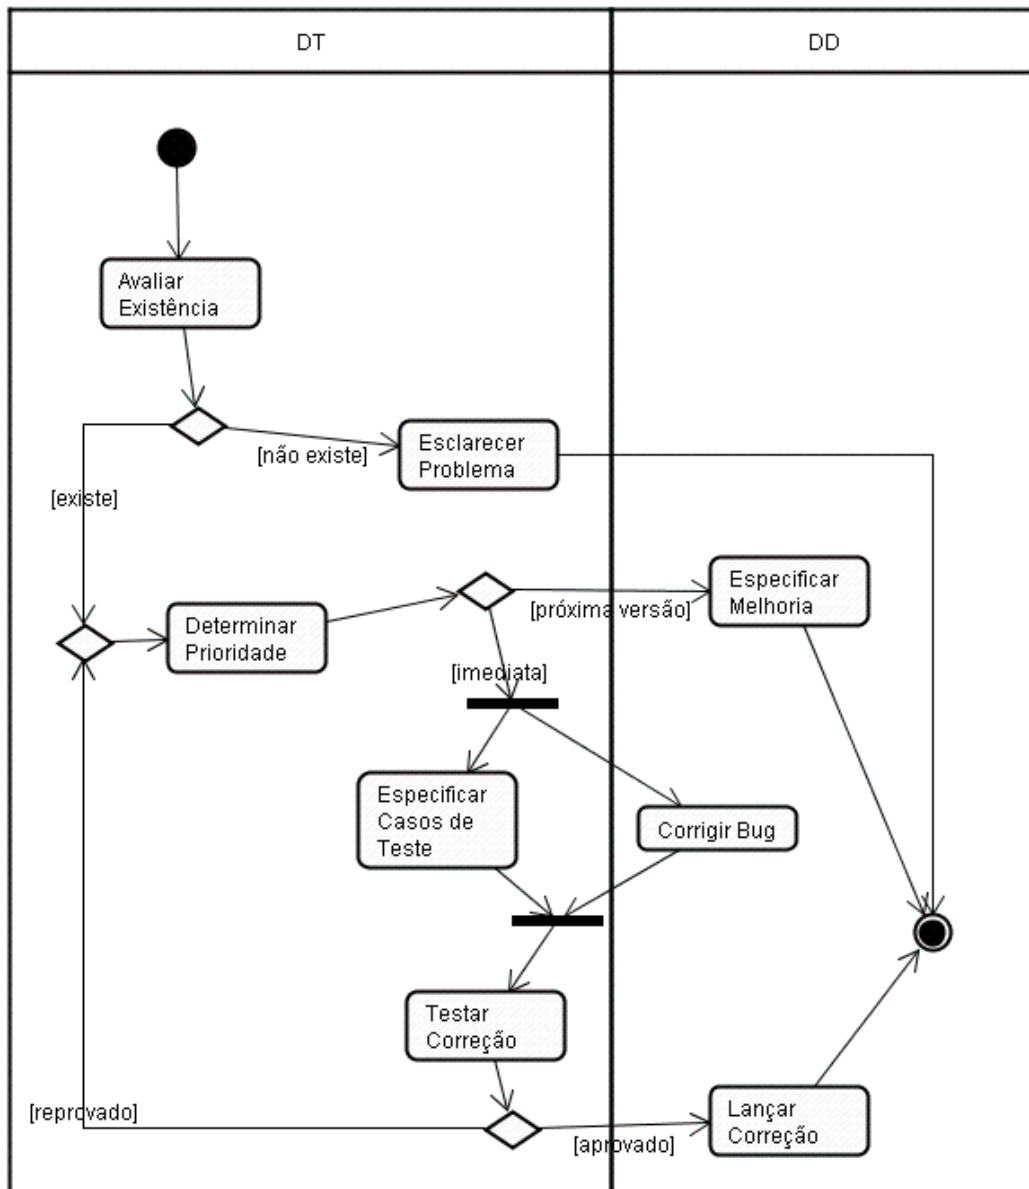 DT
DD
Avaliar
Existência
[não existe]
Esclarecer
Problema
[existe]
Determinar
Prioridade
[próxima versão]
Especificar
Melhoria
[imediata]
Especificar
Casos de
Teste
Corrigir Bug
Testar
Correção
[reprovado]
[aprovado]
Lançar
Correção